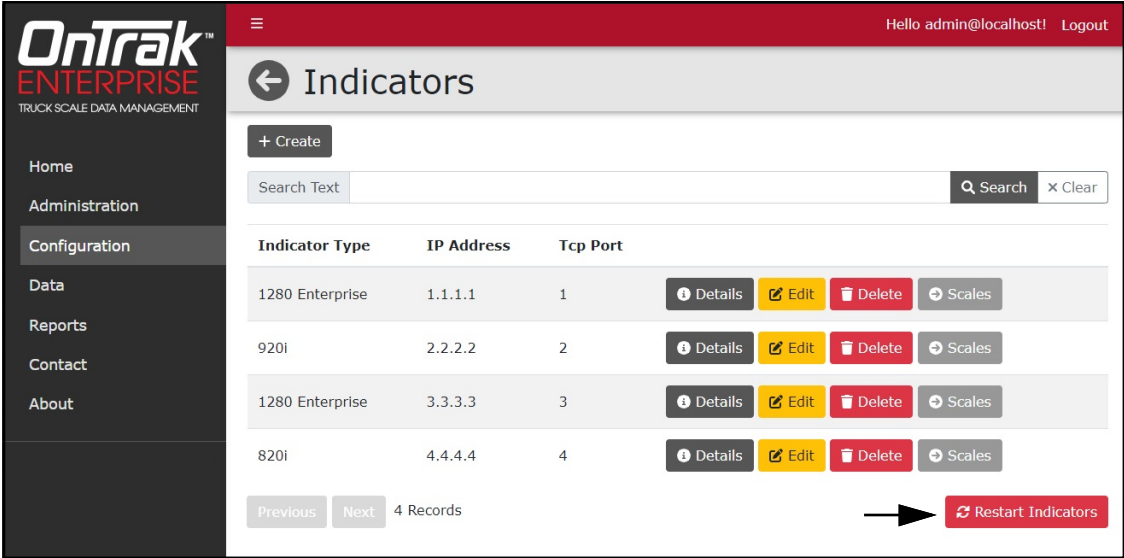 OnTrak™
ENTERPRISE
TRUCK SCALE DATA MANAGEMENT
Home
Administration
Configuration
Data
Reports
Contact
About
Hello admin@localhost! Logout
Indicators
+ Create
Search Text Search × Clear
Indicator Type IP Address Tcp Port
1280 Enterprise 1.1.1.1 1 Details Edit Delete Scales
920i 2.2.2.2 2 Details Edit Delete Scales
1280 Enterprise 3.3.3.3 3 Details Edit Delete Scales
820i 4.4.4.4 4 Details Edit Delete Scales
Previous Next 4 Records Restart Indicators